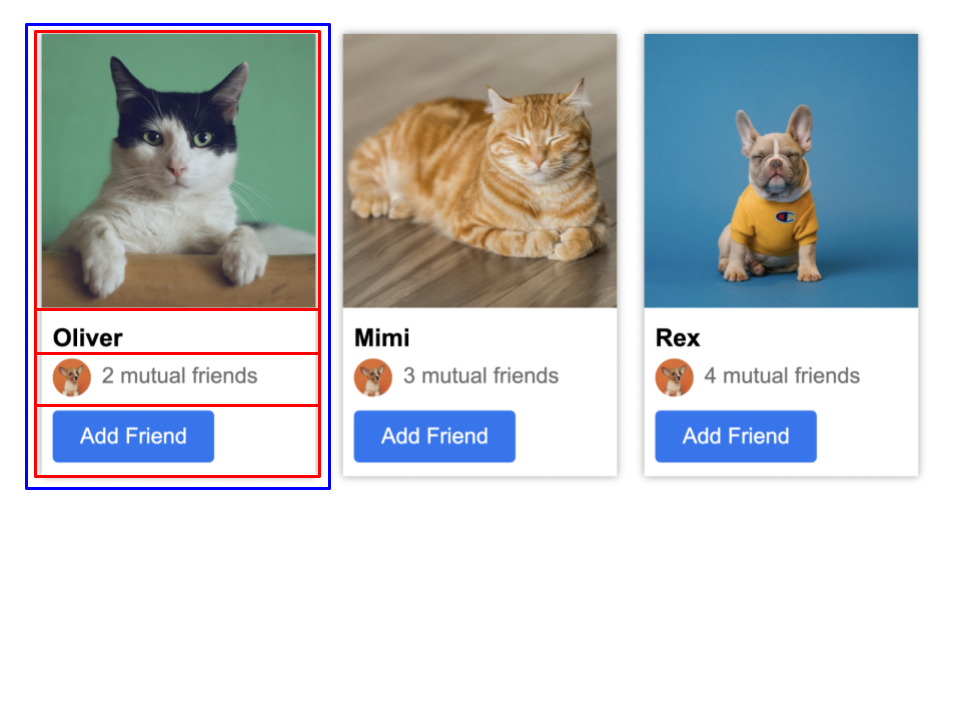 Oliver
2 mutual friends
Add Friend
Mimi
3 mutual friends
Add Friend
Rex
4 mutual friends
Add Friend